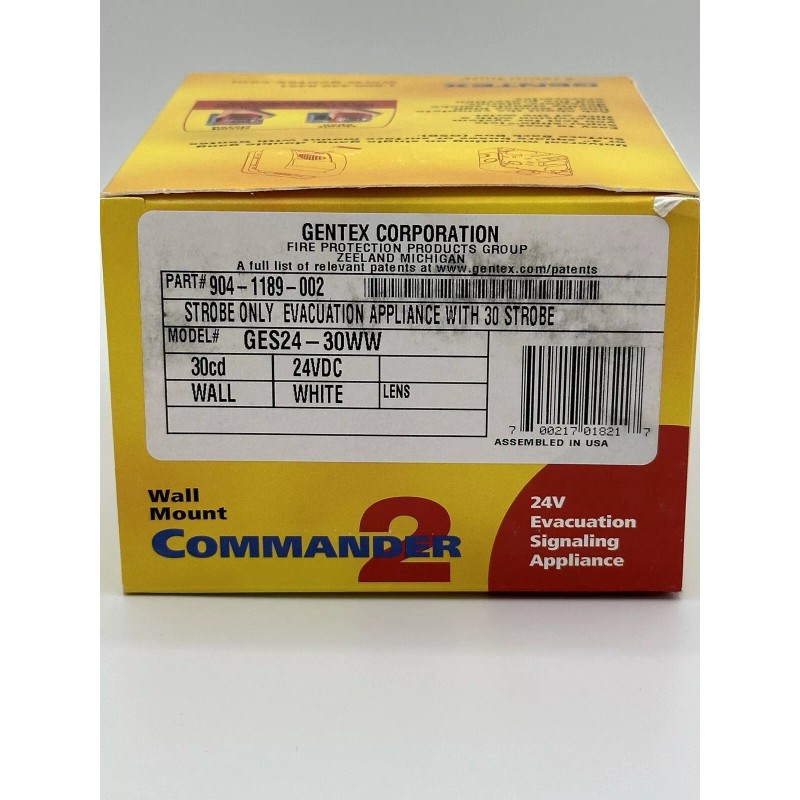 GENTEX
GENTEX CORPORATION
FIRE PROTECTION PRODUCTS GROUP
ZEELAND MICHIGAN
A full list of relevant patents at www.gentex.com/patents
PART# 904-1189-002
STROBE ONLY EVACUATION APPLIANCE WITH 30 STROBE
MODEL# GES24-30WW
30cd 24VDC
WALL WHITE LENS
7 00217 01821 7
ASSEMBLED IN USA
Wall
Mount
COMMANDER 2
24V
Evacuation
Signaling
Appliance